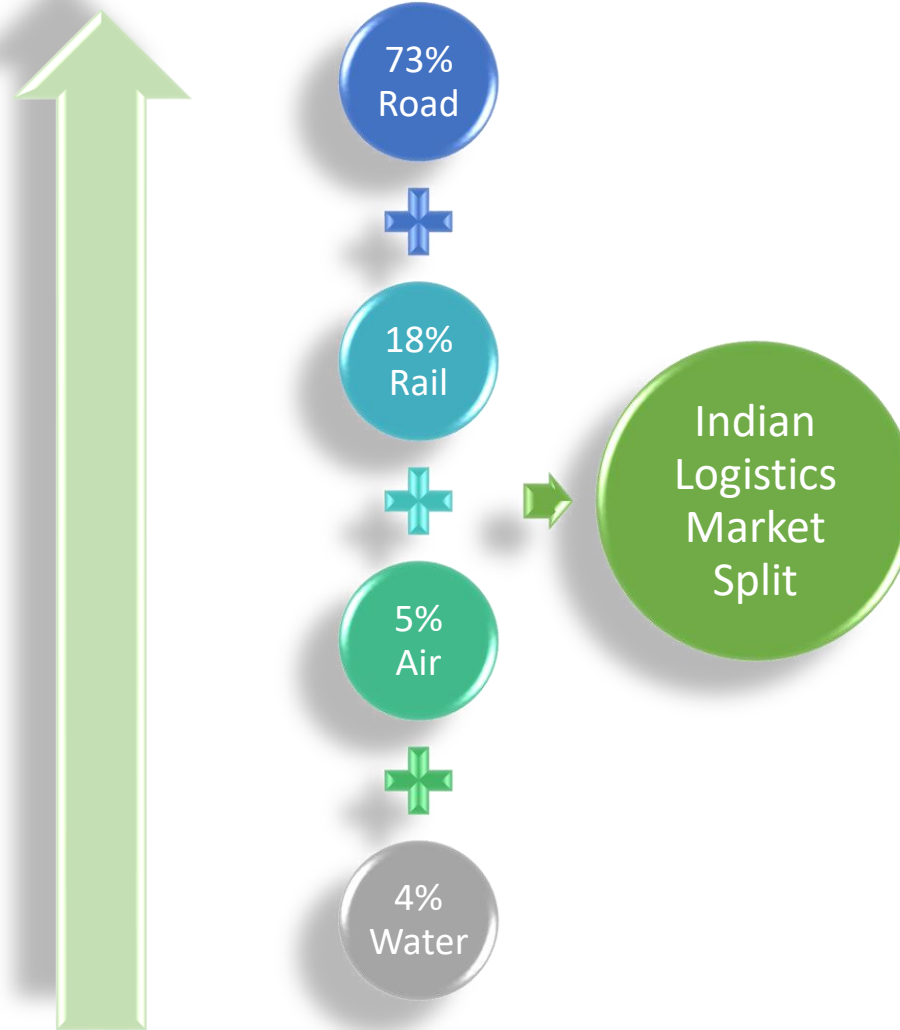 73%
Road
18%
Rail
5%
Air
4%
Water
Indian
Logistics
Market
Split